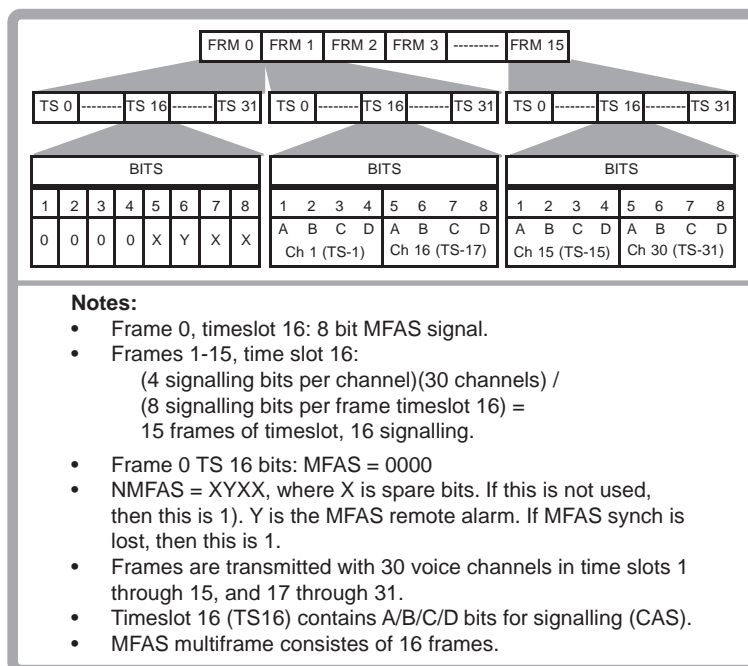 FRM 0 FRM 1 FRM 2 FRM 3 --------- FRM 15
TS 0 -------- TS 16 -------- TS 31 TS 0 -------- TS 16 -------- TS 31 TS 0 -------- TS 16 -------- TS 31
BITS BITS BITS
1 2 3 4 5 6 7 8 1 2 3 4 5 6 7 8 1 2 3 4 5 6 7 8
0 0 0 0 X Y X X A B C D A B C D A B C D A B C D
Ch 1 (TS-1) Ch 16 (TS-17) Ch 15 (TS-15) Ch 30 (TS-31)
Notes:
• Frame 0, timeslot 16: 8 bit MFAS signal.
• Frames 1-15, time slot 16:
(4 signalling bits per channel)(30 channels) /
(8 signalling bits per frame timeslot 16) =
15 frames of timeslot, 16 signalling.
• Frame 0 TS 16 bits: MFAS = 0000
• NMFAS = XYXX, where X is spare bits. If this is not used,
then this is 1). Y is the MFAS remote alarm. If MFAS synch is
lost, then this is 1.
• Frames are transmitted with 30 voice channels in time slots 1
through 15, and 17 through 31.
• Timeslot 16 (TS16) contains A/B/C/D bits for signalling (CAS).
• MFAS multiframe consistes of 16 frames.